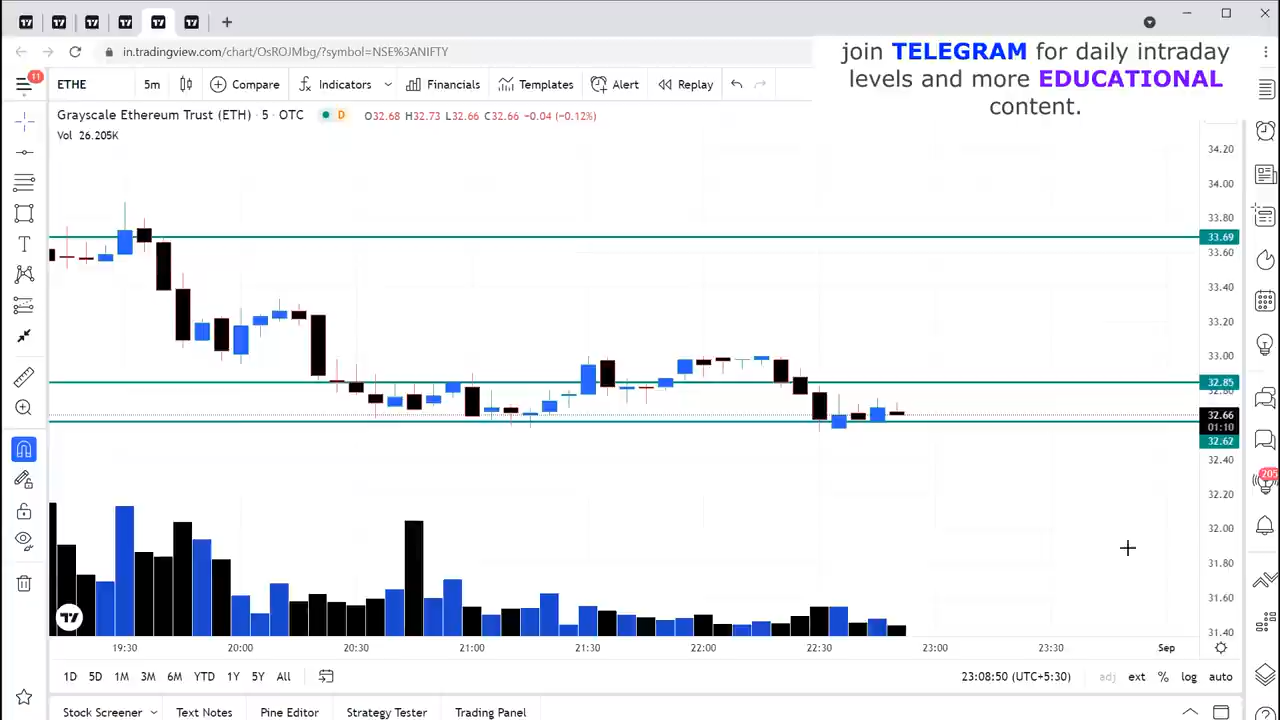 in.tradingview.com/chart/OsROJMbg/?symbol=NSE%3ANIFTY
join TELEGRAM for daily intraday
levels and more EDUCATIONAL
content.
11
ETHE 5m Compare Indicators Financials Templates Alert Replay
Grayscale Ethereum Trust (ETH) · 5 · OTC D O32.68 H32.73 L32.66 C32.66 −0.04 (−0.12%)
Vol 26.205K
34.20
34.00
33.80
33.69
33.60
33.40
33.20
33.00
32.85
32.80
32.66
01:10
32.62
32.40
205
32.20
32.00
31.80
31.60
31.40
19:30 20:00 20:30 21:00 21:30 22:00 22:30 23:00 23:30 Sep
1D 5D 1M 3M 6M YTD 1Y 5Y All 23:08:50 (UTC+5:30) adj ext % log auto
Stock Screener Text Notes Pine Editor Strategy Tester Trading Panel